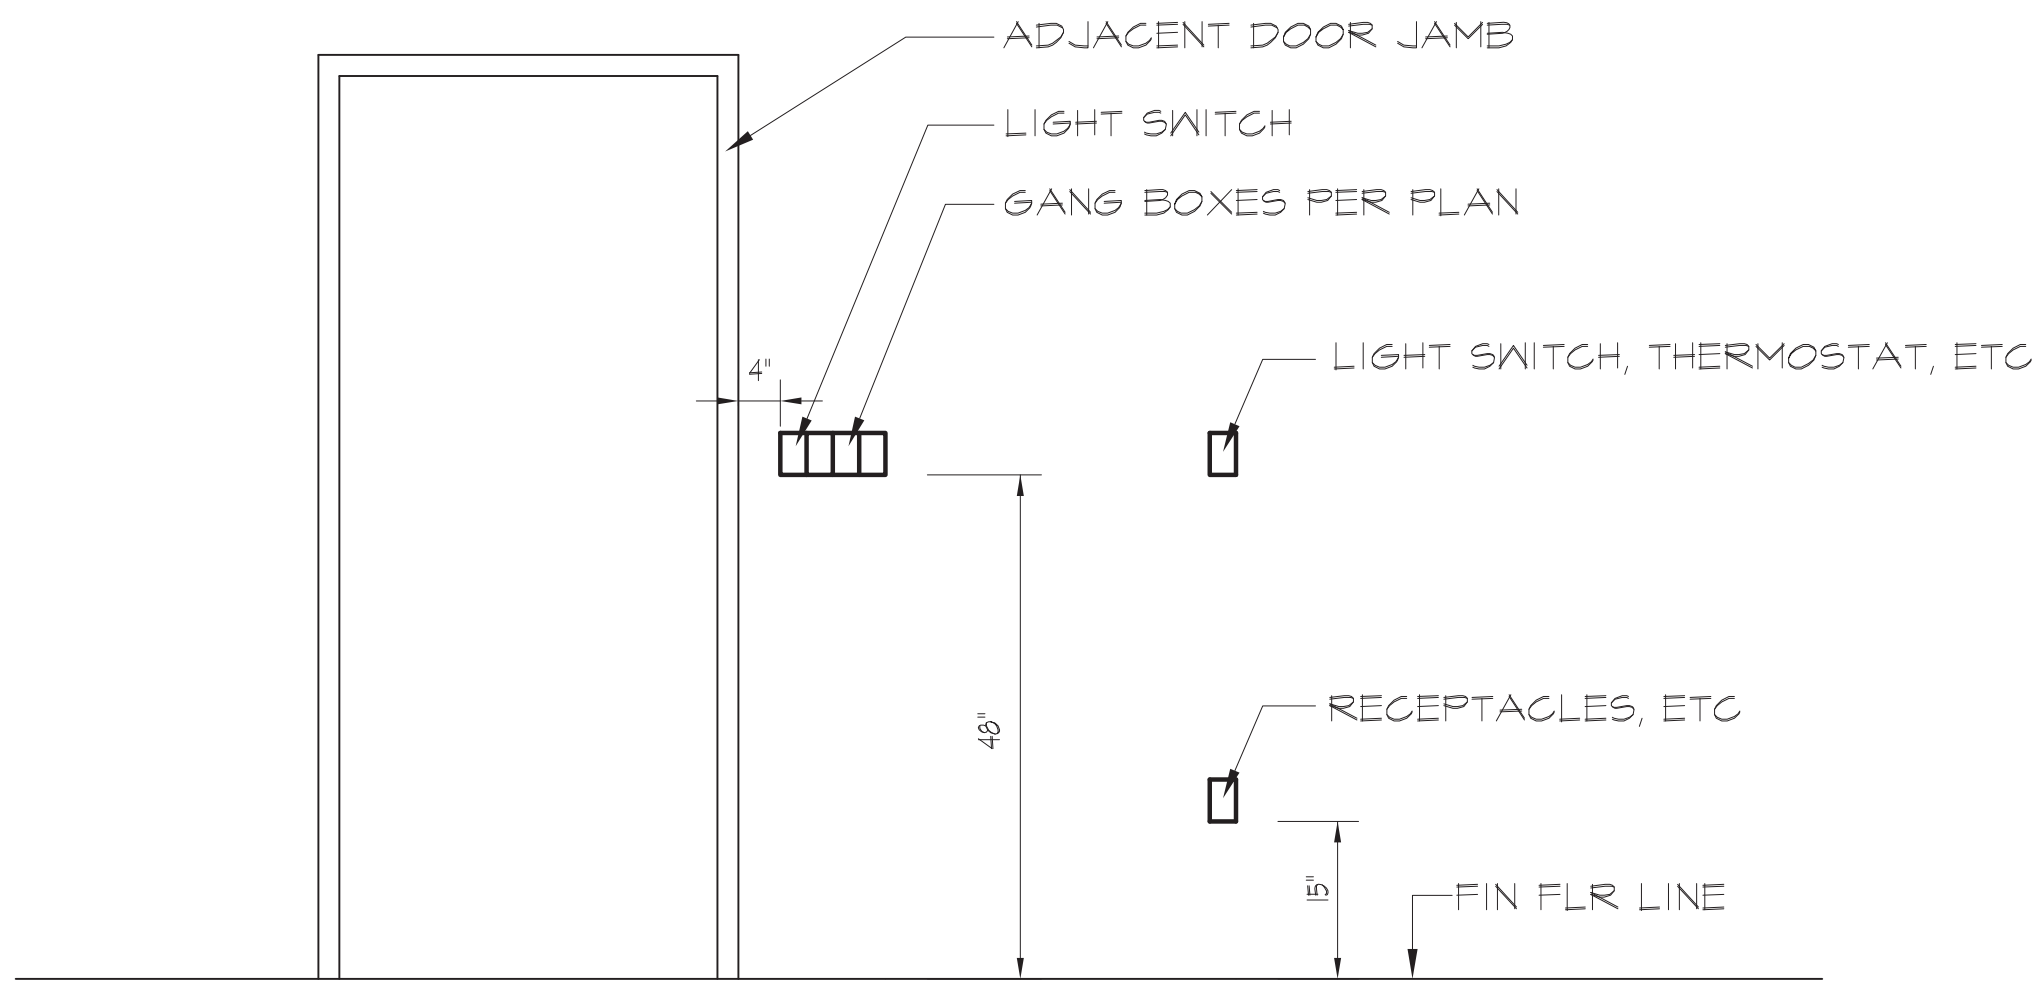 ADJACENT DOOR JAMB
LIGHT SWITCH
GANG BOXES PER PLAN
LIGHT SWITCH, THERMOSTAT, ETC
4"
RECEPTACLES, ETC
48"
15"
FIN FLR LINE